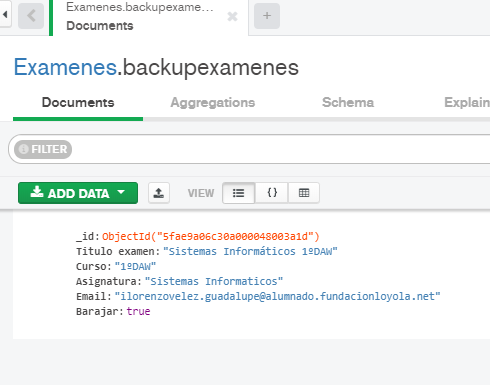 Examenes.backupexame...
Documents
Examenes.backupexamenes
Documents Aggregations Schema Explain
FILTER
ADD DATA VIEW {}
_id: ObjectId("5fae9a06c30a000048003a1d")
Titulo examen: "Sistemas Informáticos 1ºDAW"
Curso: "1ºDAW"
Asignatura: "Sistemas Informaticos"
Email: "ilorenzovelez.guadalupe@alumnado.fundacionloyola.net"
Barajar: true